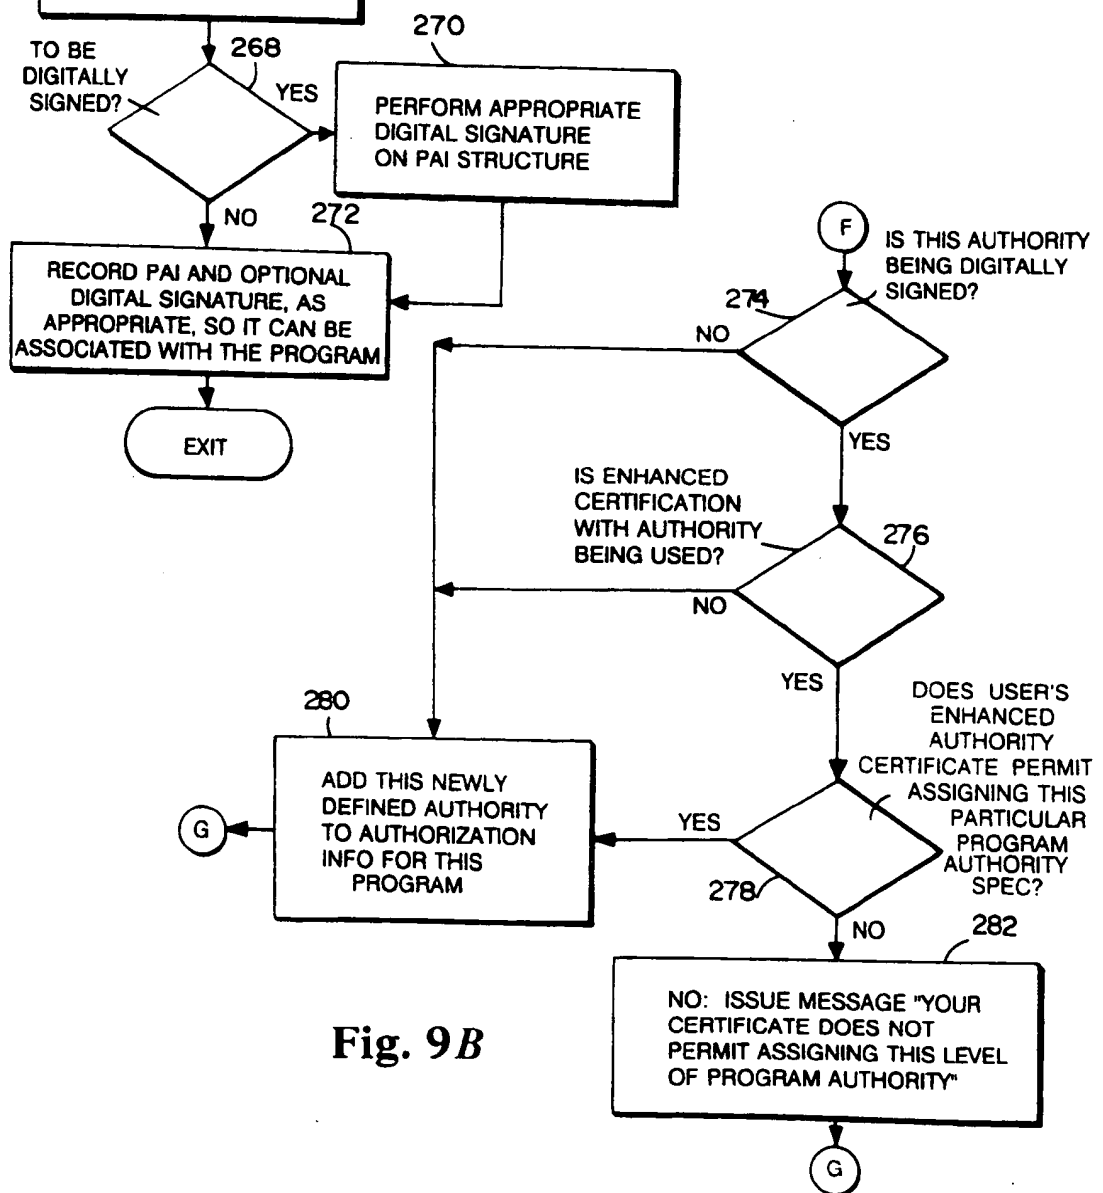 270
TO BE
DIGITALLY
SIGNED?
268
YES
PERFORM APPROPRIATE
DIGITAL SIGNATURE
ON PAI STRUCTURE
NO
272
RECORD PAI AND OPTIONAL
DIGITAL SIGNATURE, AS
APPROPRIATE, SO IT CAN BE
ASSOCIATED WITH THE PROGRAM
EXIT
F
IS THIS AUTHORITY
BEING DIGITALLY
SIGNED?
274
NO
YES
IS ENHANCED
CERTIFICATION
WITH AUTHORITY
BEING USED?
276
NO
YES
DOES USER'S
ENHANCED
AUTHORITY
CERTIFICATE PERMIT
ASSIGNING THIS
PARTICULAR
PROGRAM
AUTHORITY
SPEC?
278
YES
280
ADD THIS NEWLY
DEFINED AUTHORITY
TO AUTHORIZATION
INFO FOR THIS
PROGRAM
G
NO
282
NO: ISSUE MESSAGE "YOUR
CERTIFICATE DOES NOT
PERMIT ASSIGNING THIS LEVEL
OF PROGRAM AUTHORITY"
G
Fig. 9B